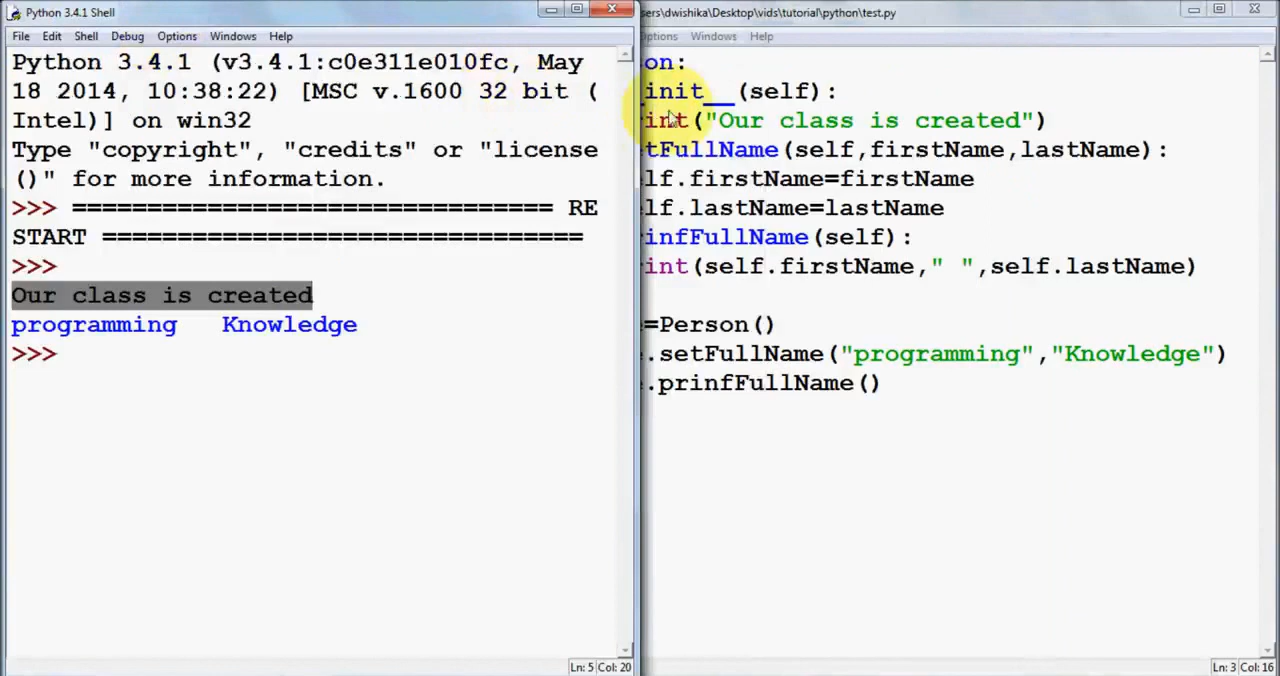 Python 3.4.1 Shell
File Edit Shell Debug Options Windows Help
Python 3.4.1 (v3.4.1:c0e311e010fc, May
18 2014, 10:38:22) [MSC v.1600 32 bit (
Intel)] on win32
Type "copyright", "credits" or "license
()" for more information.
>>> ================================ RE
START ================================
>>>
Our class is created
programming   Knowledge
>>>
Ln: 5 Col: 20
sers\dwishika\Desktop\vids\tutorial\python\test.py
Options Windows Help
on:
init__(self):
int("Our class is created")
tFullName(self,firstName,lastName):
lf.firstName=firstName
lf.lastName=lastName
rinfFullName(self):
int(self.firstName," ",self.lastName)
=Person()
.setFullName("programming","Knowledge")
.prinfFullName()
Ln: 3 Col: 16